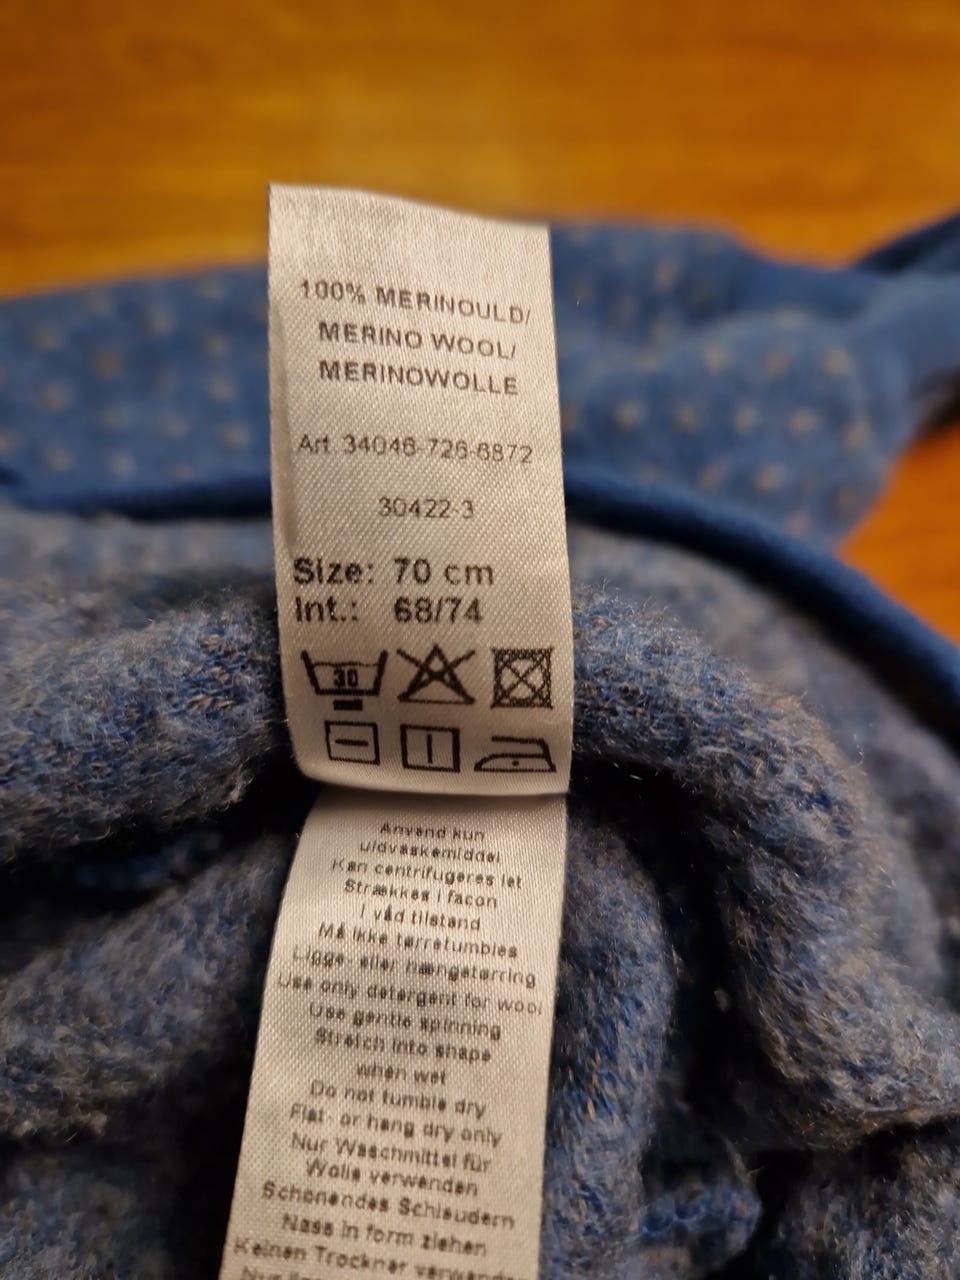 100% MERINOULD/
MERINO WOOL/
MERINOWOLLE
Art. 34046-726-6872
30422-3
Size: 70 cm
Int.: 68/74
30
Anvend kun
uldvaskemiddel
Kan centrifugeres let
Strækkes i facon
I våd tilstand
Må ikke tørretumbles
Ligge- eller hængetørring
Use only detergent for wool
Use gentle spinning
Stretch into shape
when wet
Do not tumble dry
Flat- or hang dry only
Nur Waschmittel für
Wolle verwenden
Schonendes Schleudern
Nass in form ziehen
Keinen Trockner verwenden